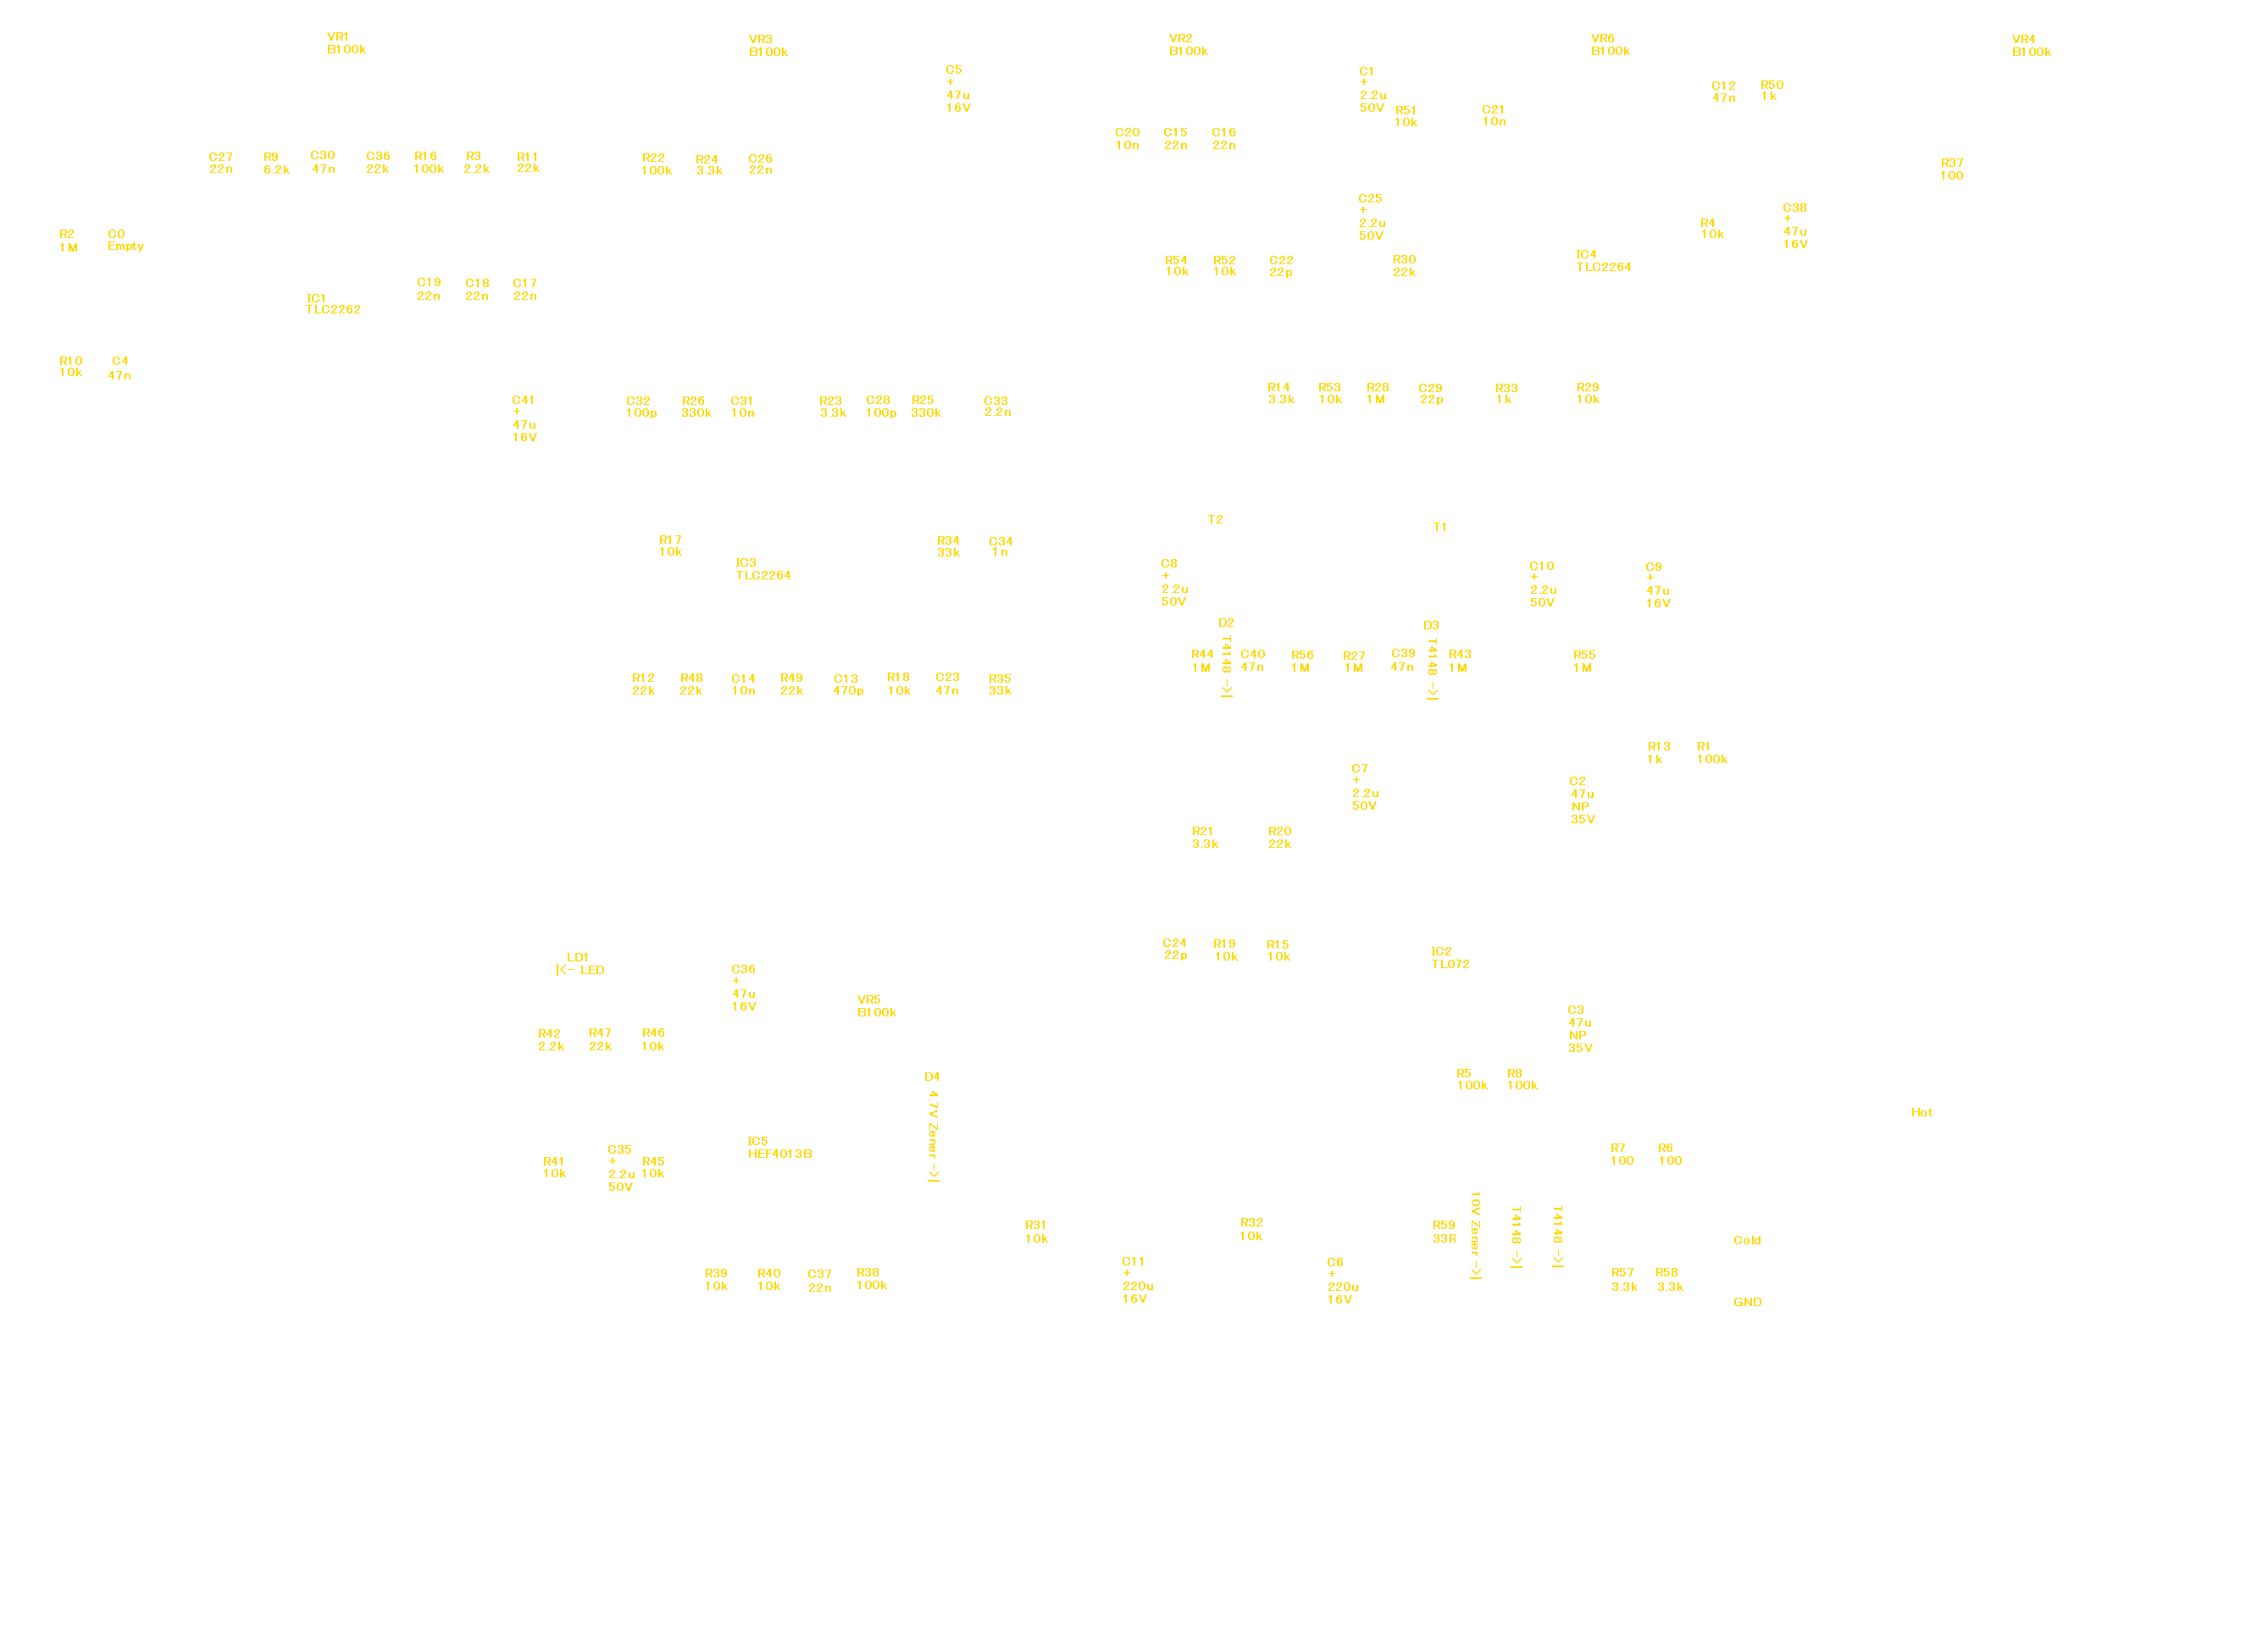 VR1
B100k
VR3
B100k
VR2
B100k
VR6
B100k
VR4
B100k
C5
+
47u
16V
C1
+
2.2u
50V
R51
10k
C21
10n
C12
47n
R50
1k
C20
10n
C15
22n
C16
22n
C27
22n
R9
6.2k
C30
47n
C36
22k
R16
100k
R3
2.2k
R11
22k
R22
100k
R24
3.3k
C26
22n
R37
100
C25
+
2.2u
50V
C38
+
47u
16V
R4
10k
R2
1M
C0
Empty
R54
10k
R52
10k
C22
22p
R30
22k
IC4
TLC2264
C19
22n
C18
22n
C17
22n
IC1
TLC2262
R10
10k
C4
47n
R14
3.3k
R53
10k
R28
1M
C29
22p
R33
1k
R29
10k
C41
+
47u
16V
C32
100p
R26
330k
C31
10n
R23
3.3k
C28
100p
R25
330k
C33
2.2n
T2
T1
R17
10k
IC3
TLC2264
R34
33k
C34
1n
C8
+
2.2u
50V
C10
+
2.2u
50V
C9
+
47u
16V
D2
T4148 ->|
D3
T4148 ->|
R44
1M
C40
47n
R56
1M
R27
1M
C39
47n
R43
1M
R55
1M
R12
22k
R48
22k
C14
10n
R49
22k
C13
470p
R18
10k
C23
47n
R35
33k
R13
1k
R1
100k
C7
+
2.2u
50V
C2
47u
NP
35V
R21
3.3k
R20
22k
C24
22p
R19
10k
R15
10k
IC2
TL072
LD1
|<- LED
C36
+
47u
16V
VR5
B100k
C3
47u
NP
35V
R42
2.2k
R47
22k
R46
10k
D4
4.7V Zener ->|
R5
100k
R8
100k
Hot
IC5
HEF4013B
R41
10k
C35
+
2.2u
50V
R45
10k
R7
100
R6
100
10V Zener ->|
T4148 ->|
T4148 ->|
R31
10k
R32
10k
R59
33R
Cold
C11
+
220u
16V
C6
+
220u
16V
R39
10k
R40
10k
C37
22n
R38
100k
R57
3.3k
R58
3.3k
GND